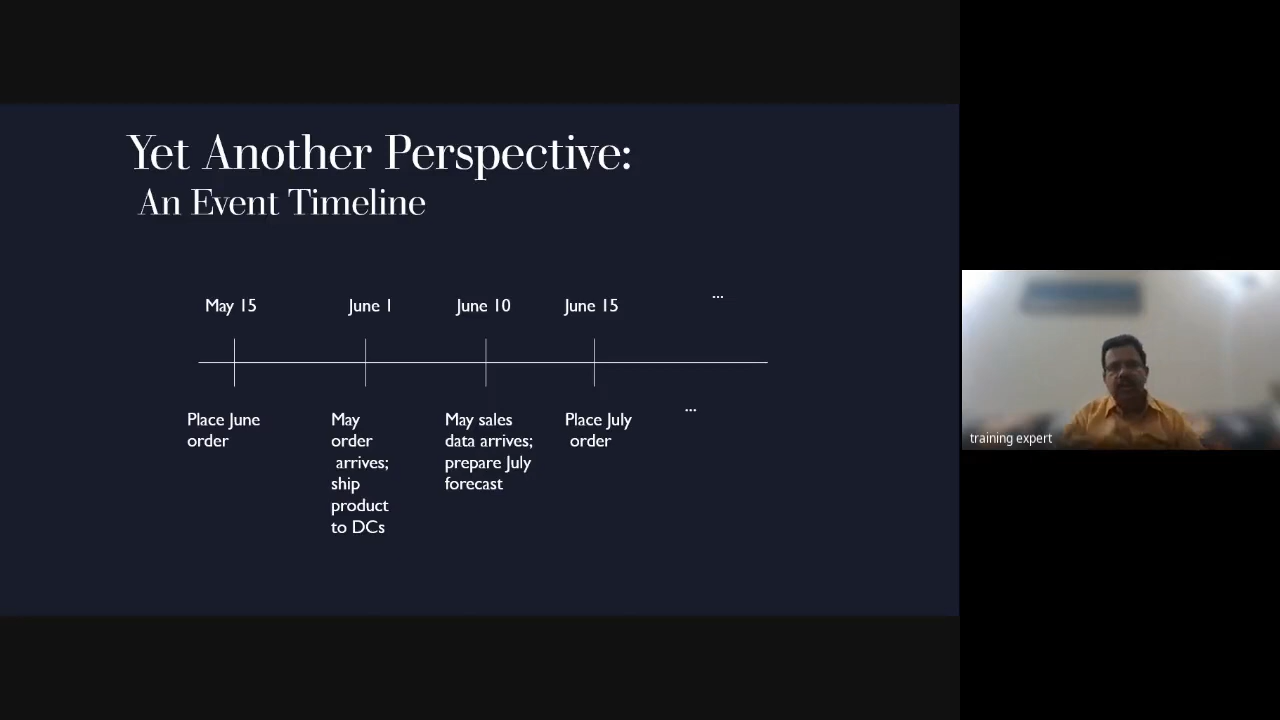 Yet Another Perspective:
An Event Timeline
May 15
June 1
June 10
June 15
...
Place June
order
May
order
arrives;
ship
product
to DCs
May sales
data arrives;
prepare July
forecast
Place July
order
...
training expert